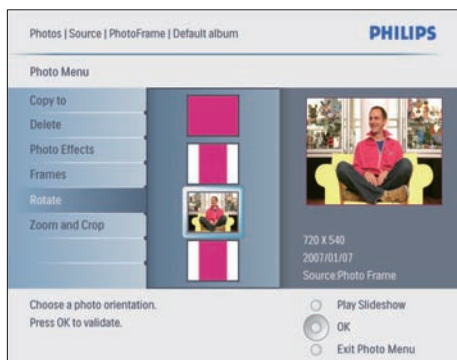 Photos | Source | PhotoFrame | Default album
PHILIPS
Photo Menu
Copy to
Delete
Photo Effects
Frames
Rotate
Zoom and Crop
720 X 540
2007/01/07
Source:Photo Frame
Choose a photo orientation.
Press OK to validate.
Play Slideshow
OK
Exit Photo Menu